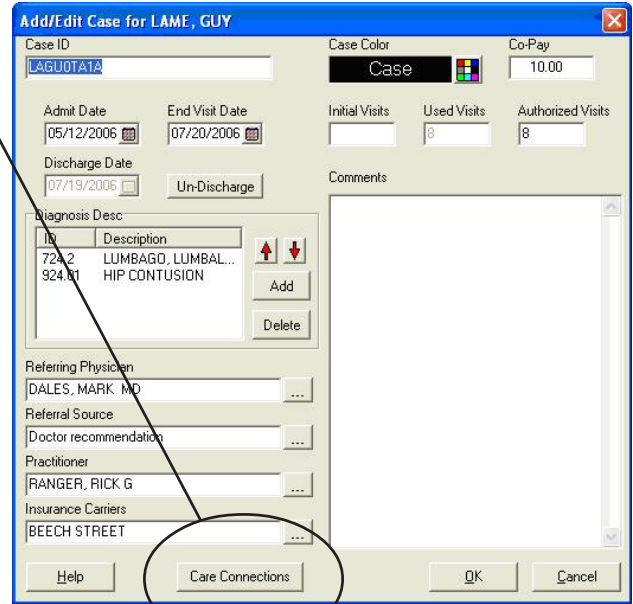 Add/Edit Case for LAME, GUY
Case ID
LAGU0TA1A
Case Color
Case
Co-Pay
10.00
Admit Date
05/12/2006
End Visit Date
07/20/2006
Initial Visits
Used Visits
8
Authorized Visits
8
Discharge Date
07/19/2006
Un-Discharge
Comments
Diagnosis Desc
ID Description
724.2 LUMBAGO, LUMBAL...
924.01 HIP CONTUSION
Add
Delete
Referring Physician
DALES, MARK MD
...
Referral Source
Doctor recommendation
...
Practitioner
RANGER, RICK G
...
Insurance Carriers
BEECH STREET
...
Help
Care Connections
OK
Cancel